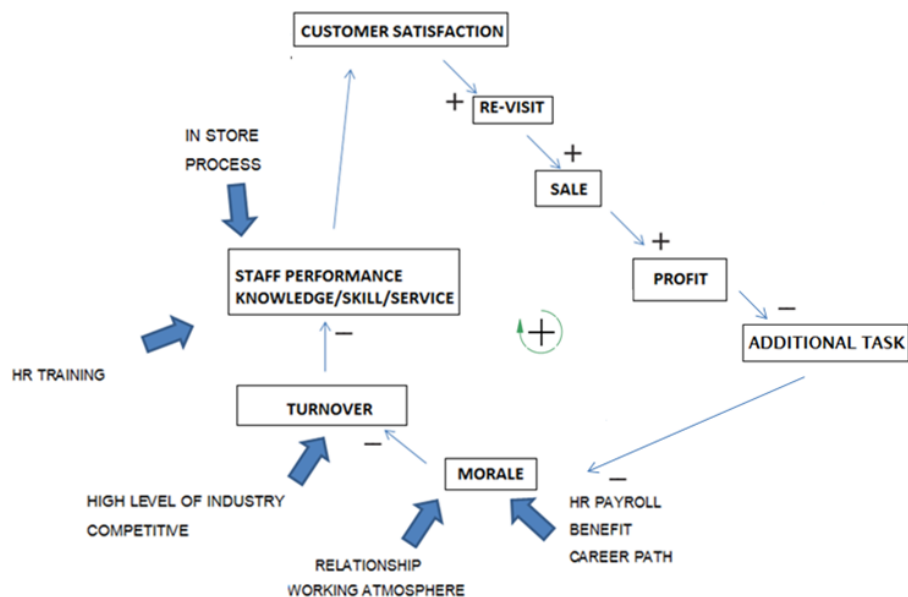 CUSTOMER SATISFACTION
+
RE-VISIT
+
SALE
+
PROFIT
−
ADDITIONAL TASK
−
MORALE
−
TURNOVER
−
STAFF PERFORMANCE
KNOWLEDGE/SKILL/SERVICE
+
IN STORE
PROCESS
HR TRAINING
HIGH LEVEL OF INDUSTRY
COMPETITIVE
RELATIONSHIP
WORKING ATMOSPHERE
HR PAYROLL
BENEFIT
CAREER PATH